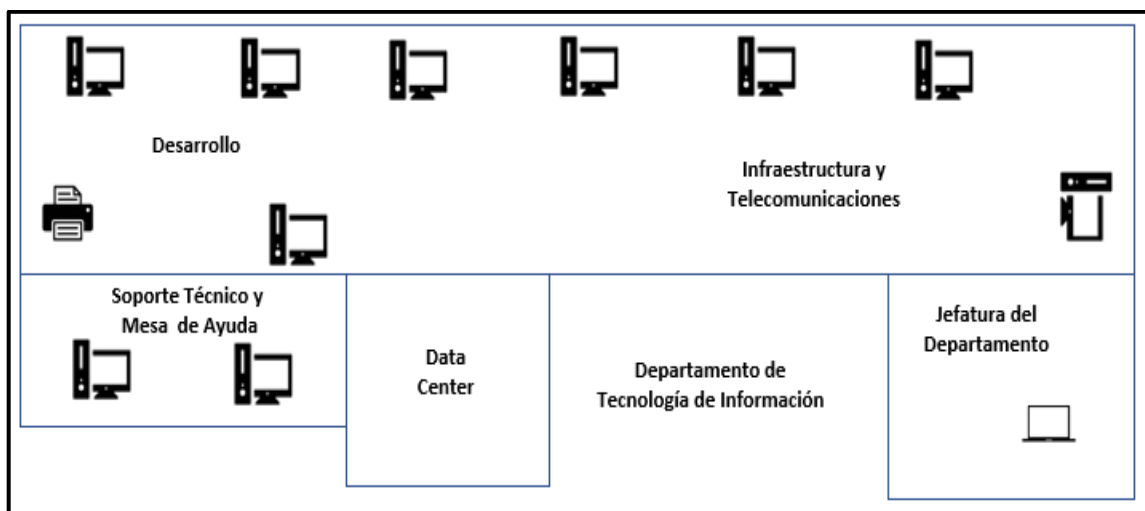 Desarrollo
Infraestructura y
Telecomunicaciones
Soporte Técnico y
Mesa de Ayuda
Data
Center
Departamento de
Tecnología de Información
Jefatura del
Departamento